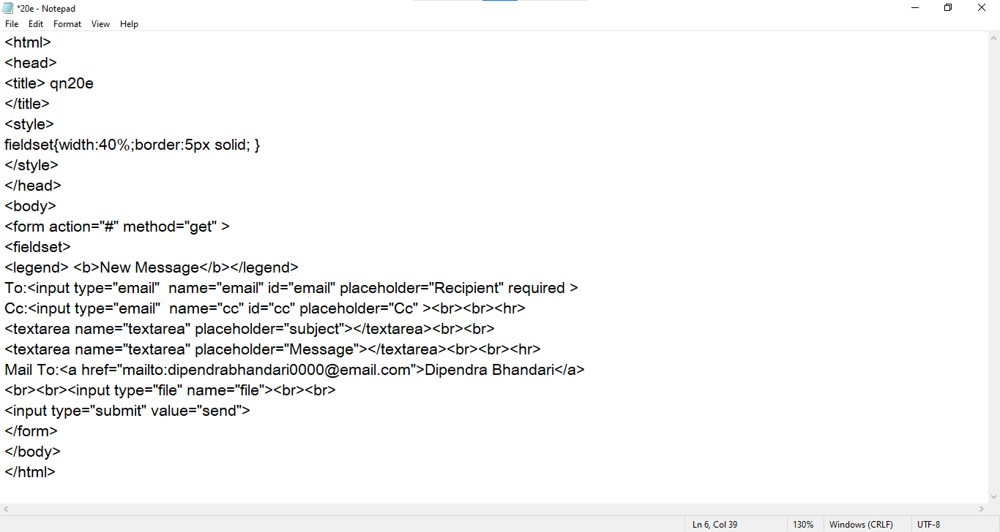 *20e - Notepad
File Edit Format View Help
<html>
<head>
<title> qn20e
</title>
<style>
fieldset{width:40%;border:5px solid; }
</style>
</head>
<body>
<form action="#" method="get" >
<fieldset>
<legend> <b>New Message</b></legend>
To:<input type="email"  name="email" id="email" placeholder="Recipient" required >
Cc:<input type="email"  name="cc" id="cc" placeholder="Cc" ><br><br><hr>
<textarea name="textarea" placeholder="subject"></textarea><br><br>
<textarea name="textarea" placeholder="Message"></textarea><br><br><hr>
Mail To:<a href="mailto:dipendrabhandari0000@email.com">Dipendra Bhandari</a>
<br><br><input type="file" name="file"><br><br>
<input type="submit" value="send">
</form>
</body>
</html>
Ln 6, Col 39 130% Windows (CRLF) UTF-8